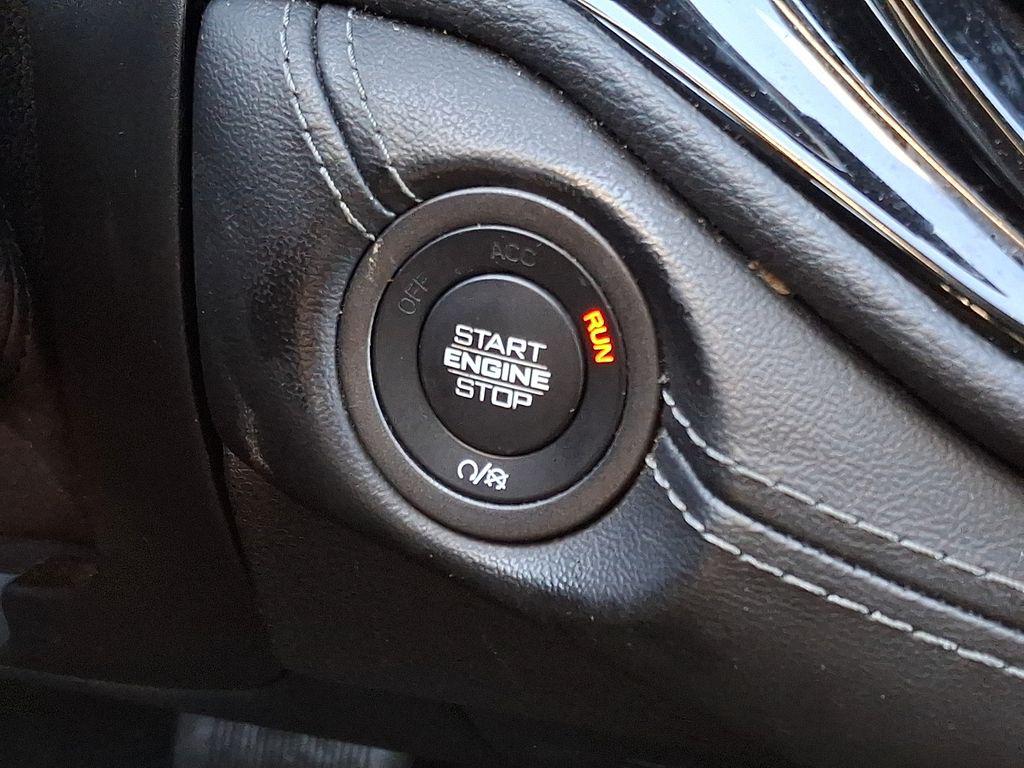 OFF
ACC
RUN
START
ENGINE
STOP